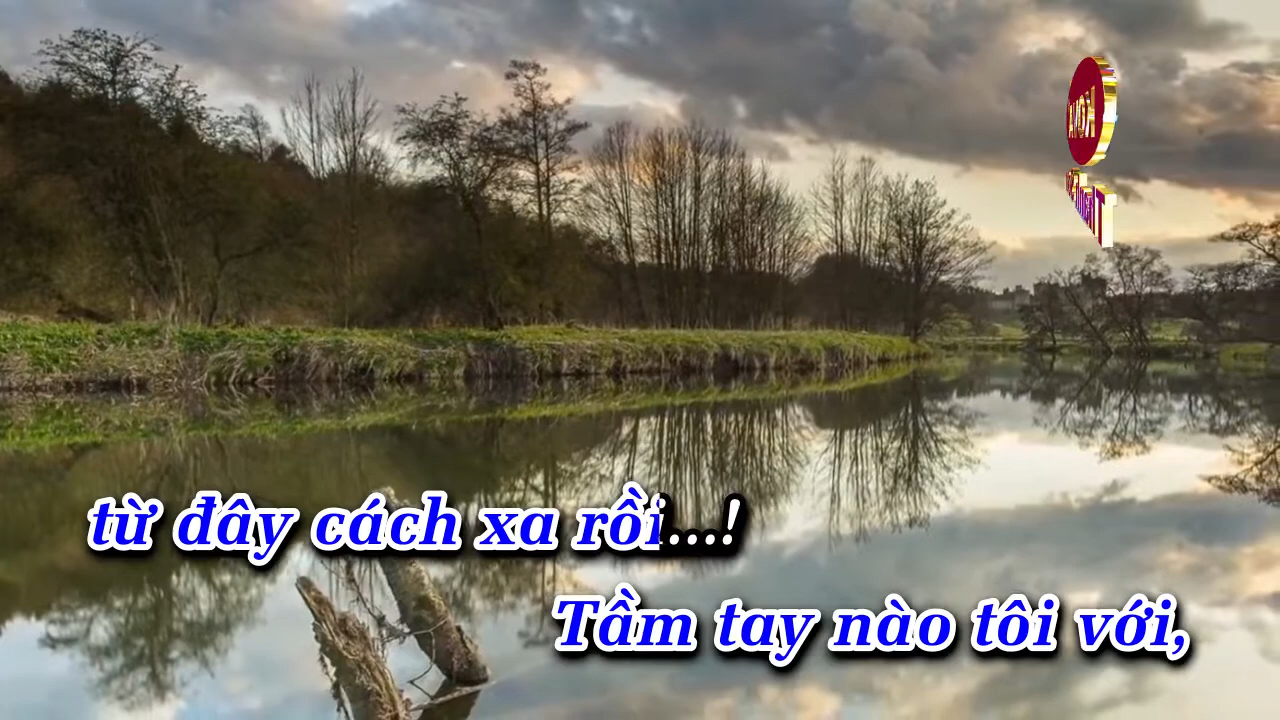 từ đây cách xa rồi...!
Tầm tay nào tôi với,